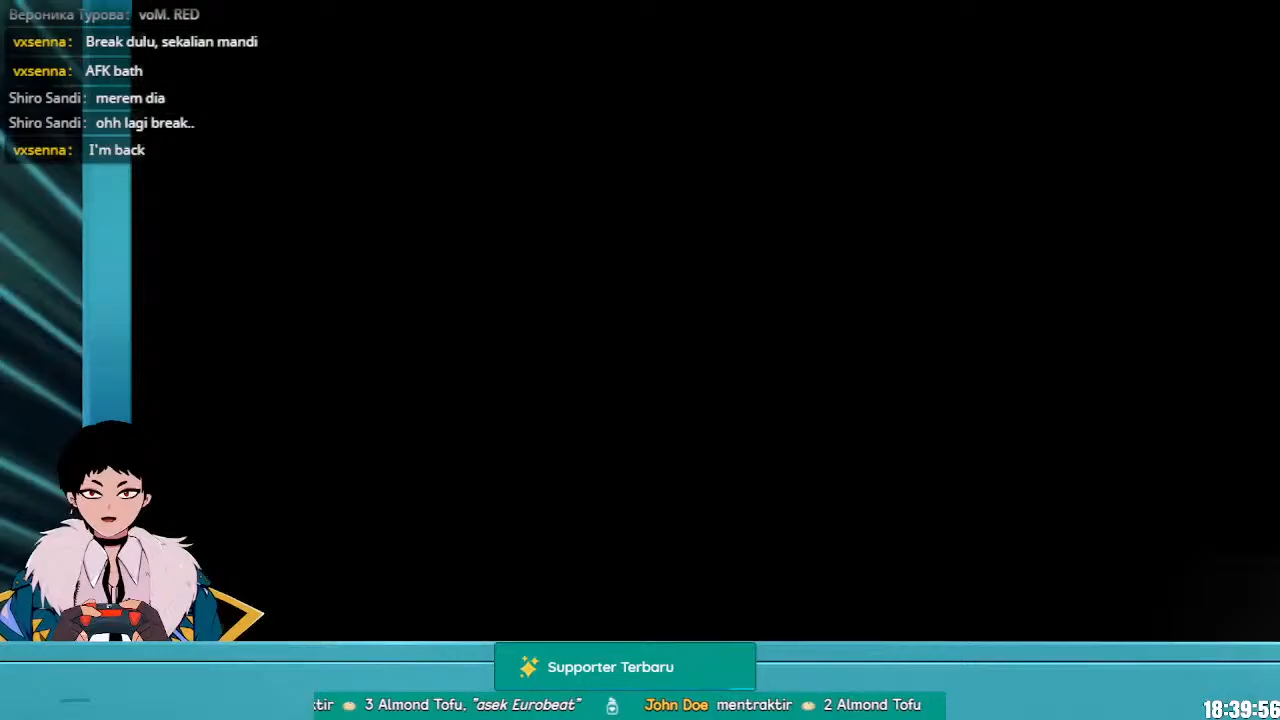 Вероника Турова: voM. RED
vxsenna: Break dulu, sekalian mandi
vxsenna: AFK bath
Shiro Sandi: merem dia
Shiro Sandi: ohh lagi break..
vxsenna: I'm back
Supporter Terbaru
ktir 3 Almond Tofu, "asek Eurobeat" John Doe mentraktir 2 Almond Tofu
18:39:56